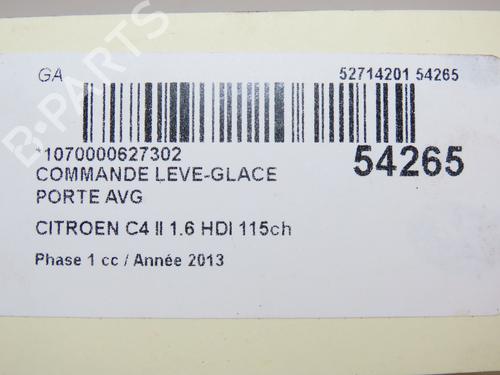 GA
52714201 54265
*1070000627302
54265
COMMANDE LEVE-GLACE
PORTE AVG
CITROEN C4 II 1.6 HDI 115ch
Phase 1 cc / Année 2013
B-PARTS